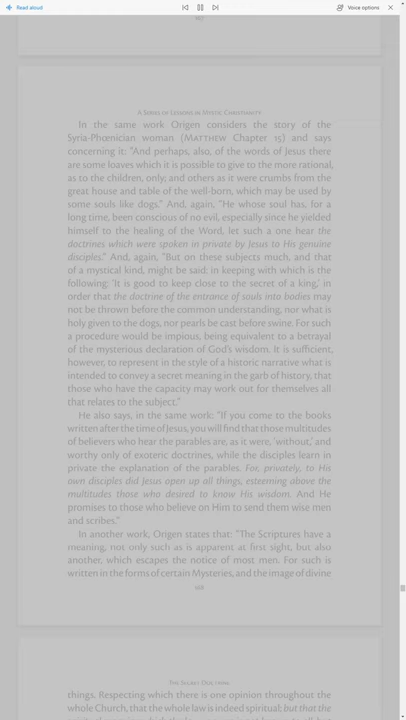 Read aloud
Voice options
167
A Series of Lessons in Mystic Christianity
In the same work Origen considers the story of the
Syria-Phœnician woman (Matthew Chapter 15) and says
concerning it: "And perhaps, also, of the words of Jesus there
are some loaves which it is possible to give to the more rational,
as to the children, only; and others as it were crumbs from the
great house and table of the well-born, which may be used by
some souls like dogs." And, again, "He whose soul has, for a
long time, been conscious of no evil, especially since he yielded
himself to the healing of the Word, let such a one hear the
doctrines which were spoken in private by Jesus to His genuine
disciples." And, again, "But on these subjects much, and that
of a mystical kind, might be said; in keeping with which is the
following: 'It is good to keep close to the secret of a king,' in
order that the doctrine of the entrance of souls into bodies may
not be thrown before the common understanding, nor what is
holy given to the dogs, nor pearls be cast before swine. For such
a procedure would be impious, being equivalent to a betrayal
of the mysterious declaration of God's wisdom. It is sufficient,
however, to represent in the style of a historic narrative what is
intended to convey a secret meaning in the garb of history, that
those who have the capacity may work out for themselves all
that relates to the subject."
He also says, in the same work: "If you come to the books
written after the time of Jesus, you will find that those multitudes
of believers who hear the parables are, as it were, 'without,' and
worthy only of exoteric doctrines, while the disciples learn in
private the explanation of the parables. For, privately, to His
own disciples did Jesus open up all things, esteeming above the
multitudes those who desired to know His wisdom. And He
promises to those who believe on Him to send them wise men
and scribes."
In another work, Origen states that: "The Scriptures have a
meaning, not only such as is apparent at first sight, but also
another, which escapes the notice of most men. For such is
written in the forms of certain Mysteries, and the image of divine
168
The Secret Doctrine
things. Respecting which there is one opinion throughout the
whole Church, that the whole law is indeed spiritual; but that the